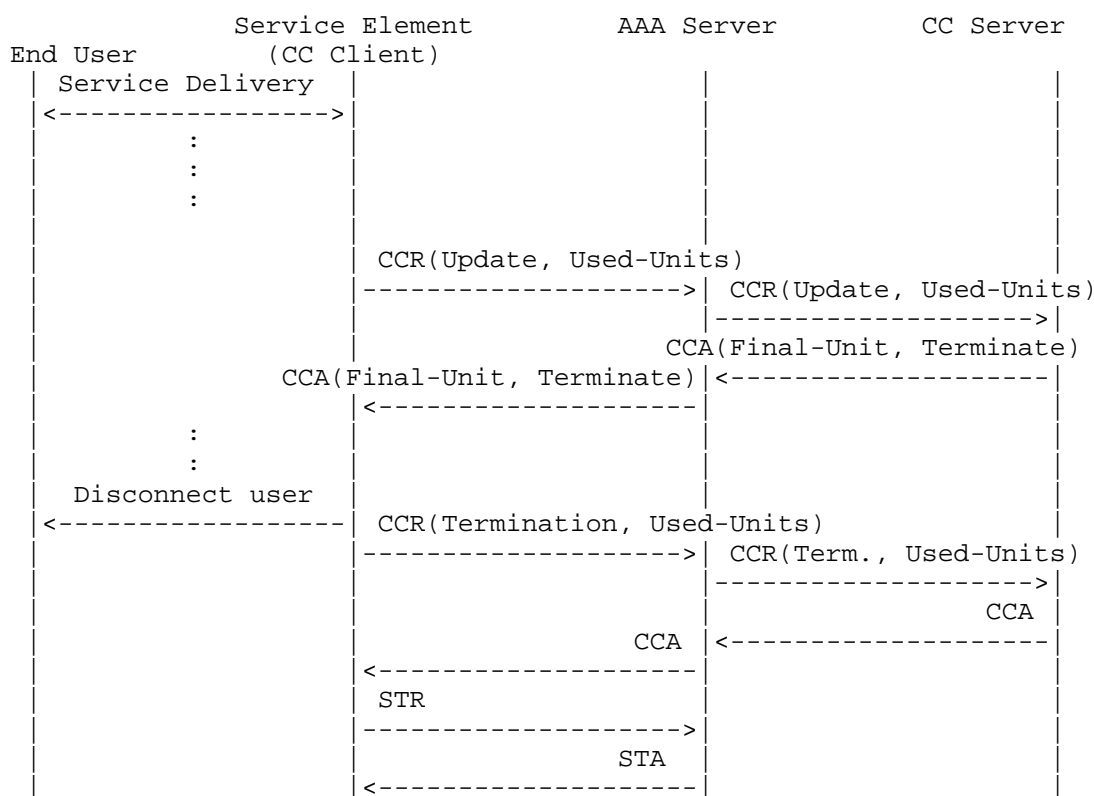 Service Element AAA Server CC Server
End User (CC Client)
Service Delivery
CCR(Update, Used-Units)
CCR(Update, Used-Units)
CCA(Final-Unit, Terminate)
CCA(Final-Unit, Terminate)
Disconnect user
CCR(Termination, Used-Units)
CCR(Term., Used-Units)
CCA
CCA
STR
STA